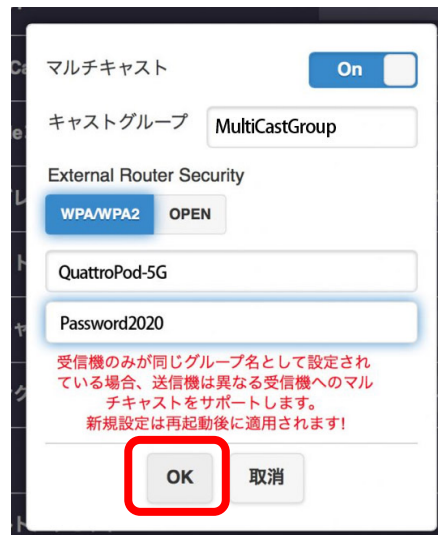 マルチキャスト
On
キャストグループ
MultiCastGroup
External Router Security
WPA/WPA2
OPEN
QuattroPod-5G
Password2020
受信機のみが同じグループ名として設定され
ている場合、送信機は異なる受信機へのマル
チキャストをサポートします。
新規設定は再起動後に適用されます!
OK
取消